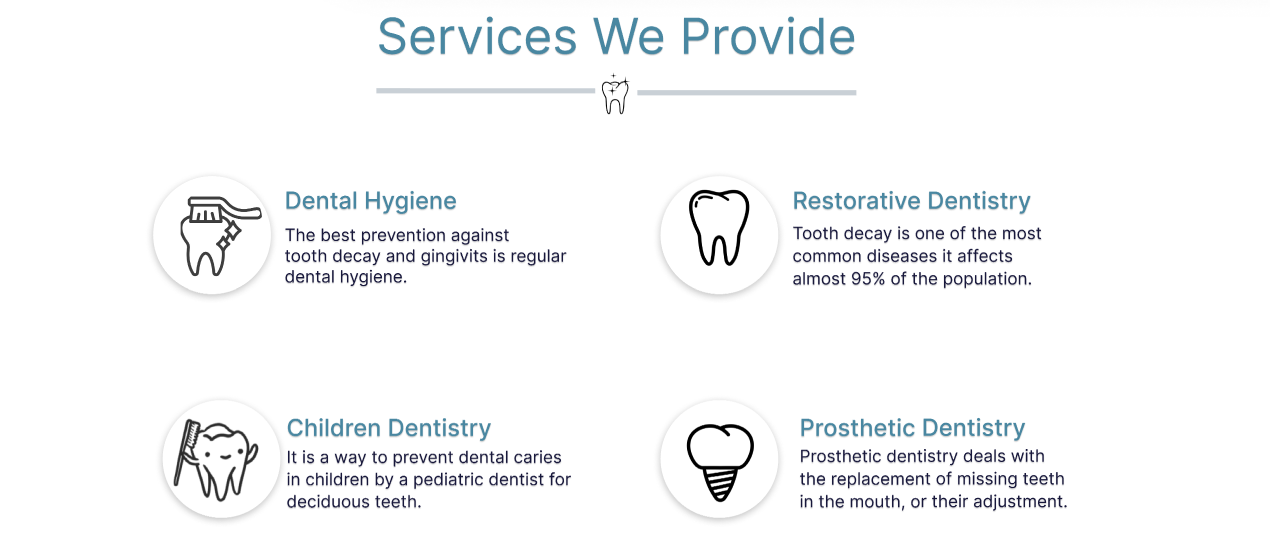 Services We Provide
Dental Hygiene
The best prevention against
tooth decay and gingivits is regular
dental hygiene.
Restorative Dentistry
Tooth decay is one of the most
common diseases it affects
almost 95% of the population.
Children Dentistry
It is a way to prevent dental caries
in children by a pediatric dentist for
deciduous teeth.
Prosthetic Dentistry
Prosthetic dentistry deals with
the replacement of missing teeth
in the mouth, or their adjustment.